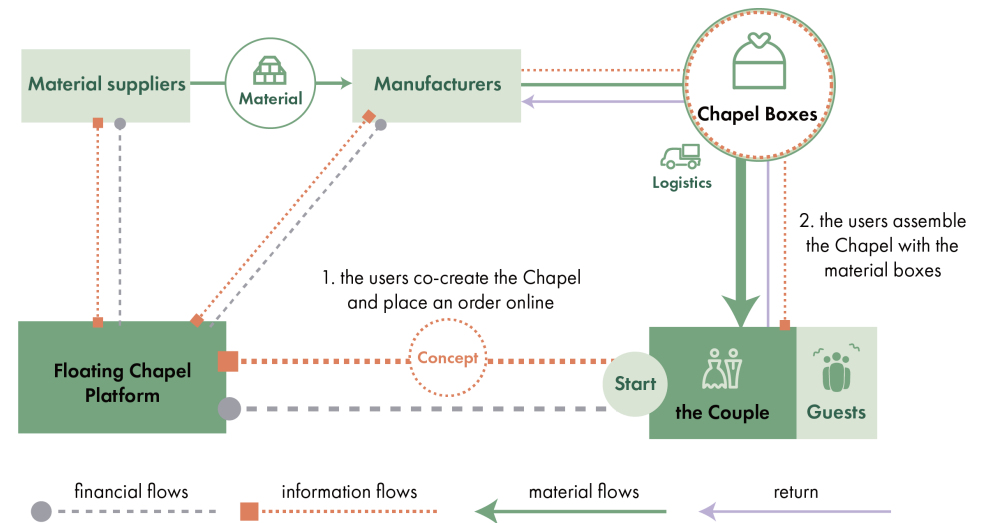 Material suppliers
Material
Manufacturers
Chapel Boxes
Logistics
2. the users assemble
the Chapel with the
material boxes
1. the users co-create the Chapel
and place an order online
Floating Chapel
Platform
Concept
Start
the Couple
Guests
financial flows
information flows
material flows
return